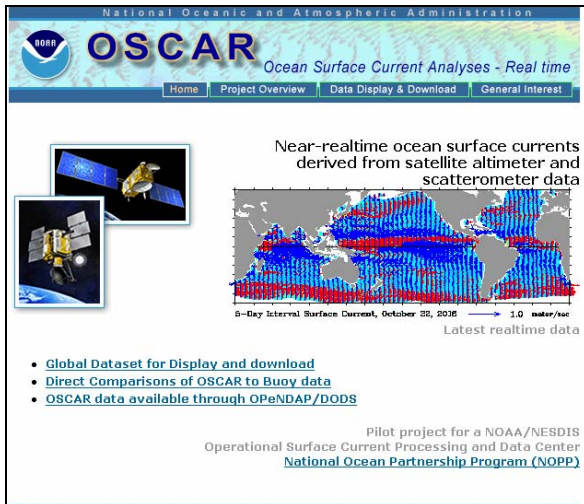 National Oceanic and Atmospheric Administration
NOAA
OSCAR
Ocean Surface Current Analyses - Real time
Home Project Overview Data Display & Download General Interest
Near-realtime ocean surface currents
derived from satellite altimeter and
scatterometer data
5-Day Interval Surface Current, October 22, 2016 1.0 meter/sec
Latest realtime data
Global Dataset for Display and download
Direct Comparisons of OSCAR to Buoy data
OSCAR data available through OPeNDAP/DODS
Pilot project for a NOAA/NESDIS
Operational Surface Current Processing and Data Center
National Ocean Partnership Program (NOPP)